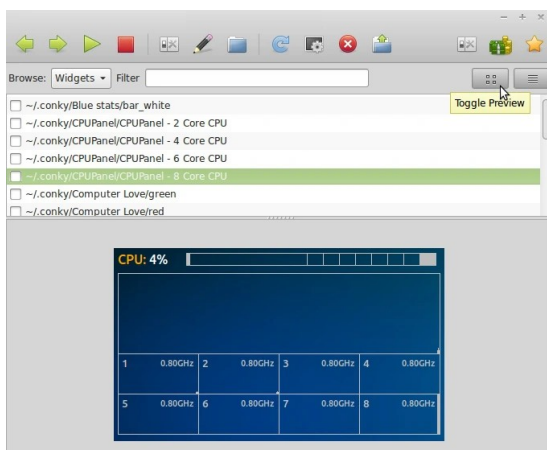 Browse: Widgets Filter
Toggle Preview
~/.conky/Blue stats/bar_white
~/.conky/CPUPanel/CPUPanel - 2 Core CPU
~/.conky/CPUPanel/CPUPanel - 4 Core CPU
~/.conky/CPUPanel/CPUPanel - 6 Core CPU
~/.conky/CPUPanel/CPUPanel - 8 Core CPU
~/.conky/Computer Love/green
~/.conky/Computer Love/red
CPU: 4%
1 0.80GHz 2 0.80GHz 3 0.80GHz 4 0.80GHz
5 0.80GHz 6 0.80GHz 7 0.80GHz 8 0.80GHz